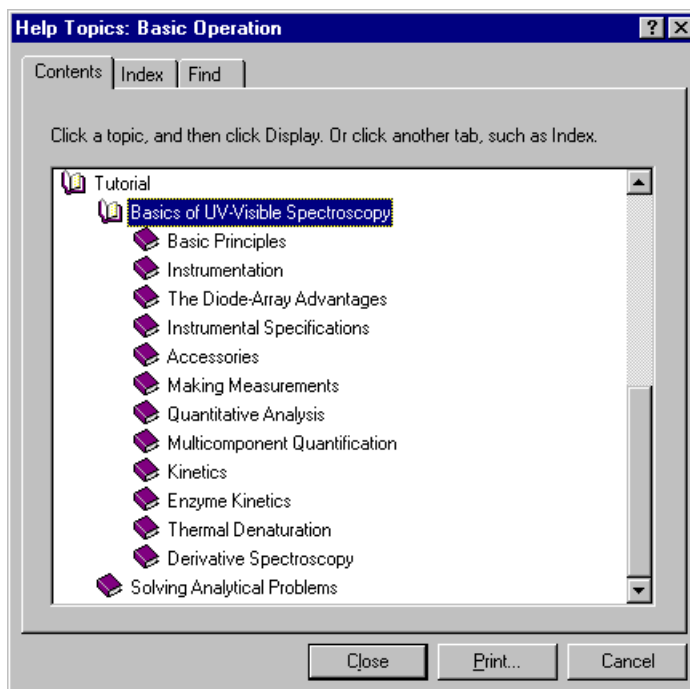 Help Topics: Basic Operation
Contents Index Find
Click a topic, and then click Display. Or click another tab, such as Index.
Tutorial
Basics of UV-Visible Spectroscopy
Basic Principles
Instrumentation
The Diode-Array Advantages
Instrumental Specifications
Accessories
Making Measurements
Quantitative Analysis
Multicomponent Quantification
Kinetics
Enzyme Kinetics
Thermal Denaturation
Derivative Spectroscopy
Solving Analytical Problems
Close Print... Cancel